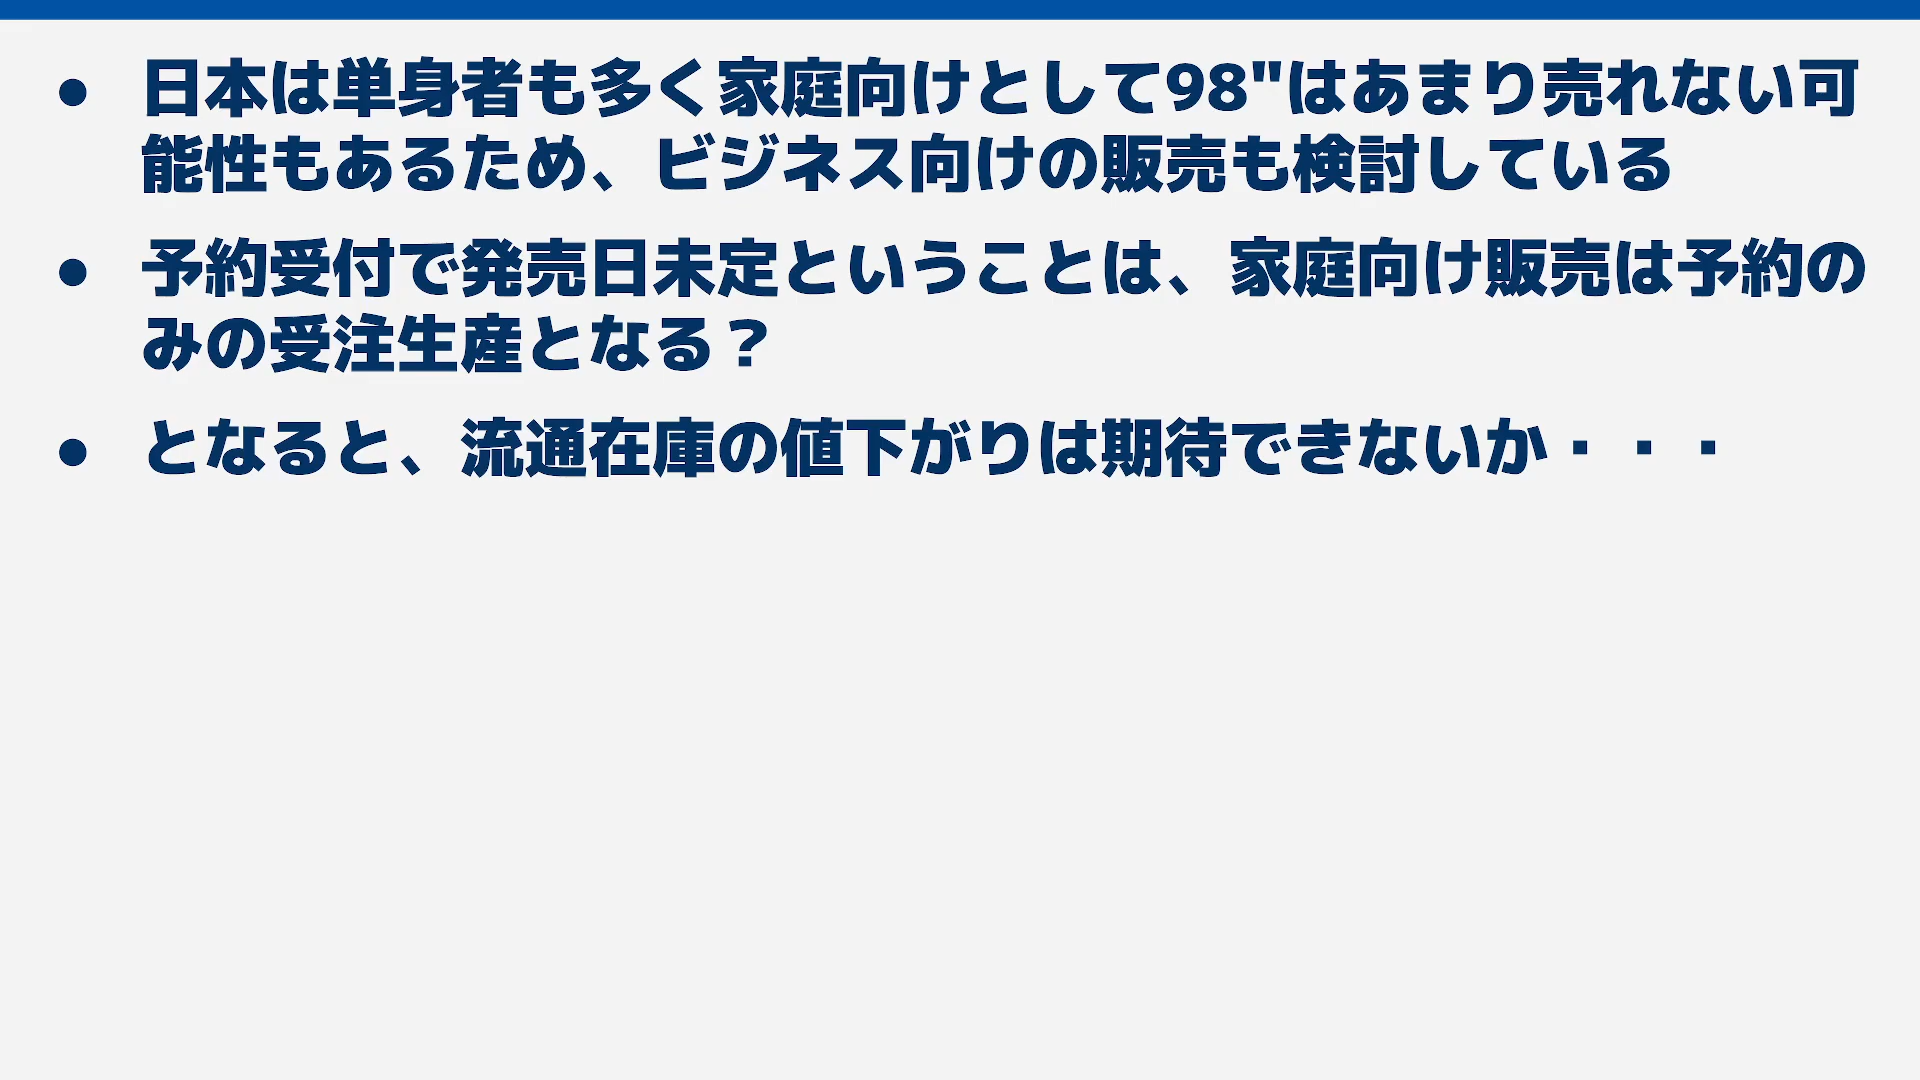 ● 日本は単身者も多く家庭向けとして98"はあまり売れない可
能性もあるため、ビジネス向けの販売も検討している
● 予約受付で発売日未定ということは、家庭向け販売は予約の
みの受注生産となる？
● となると、流通在庫の値下がりは期待できないか・・・